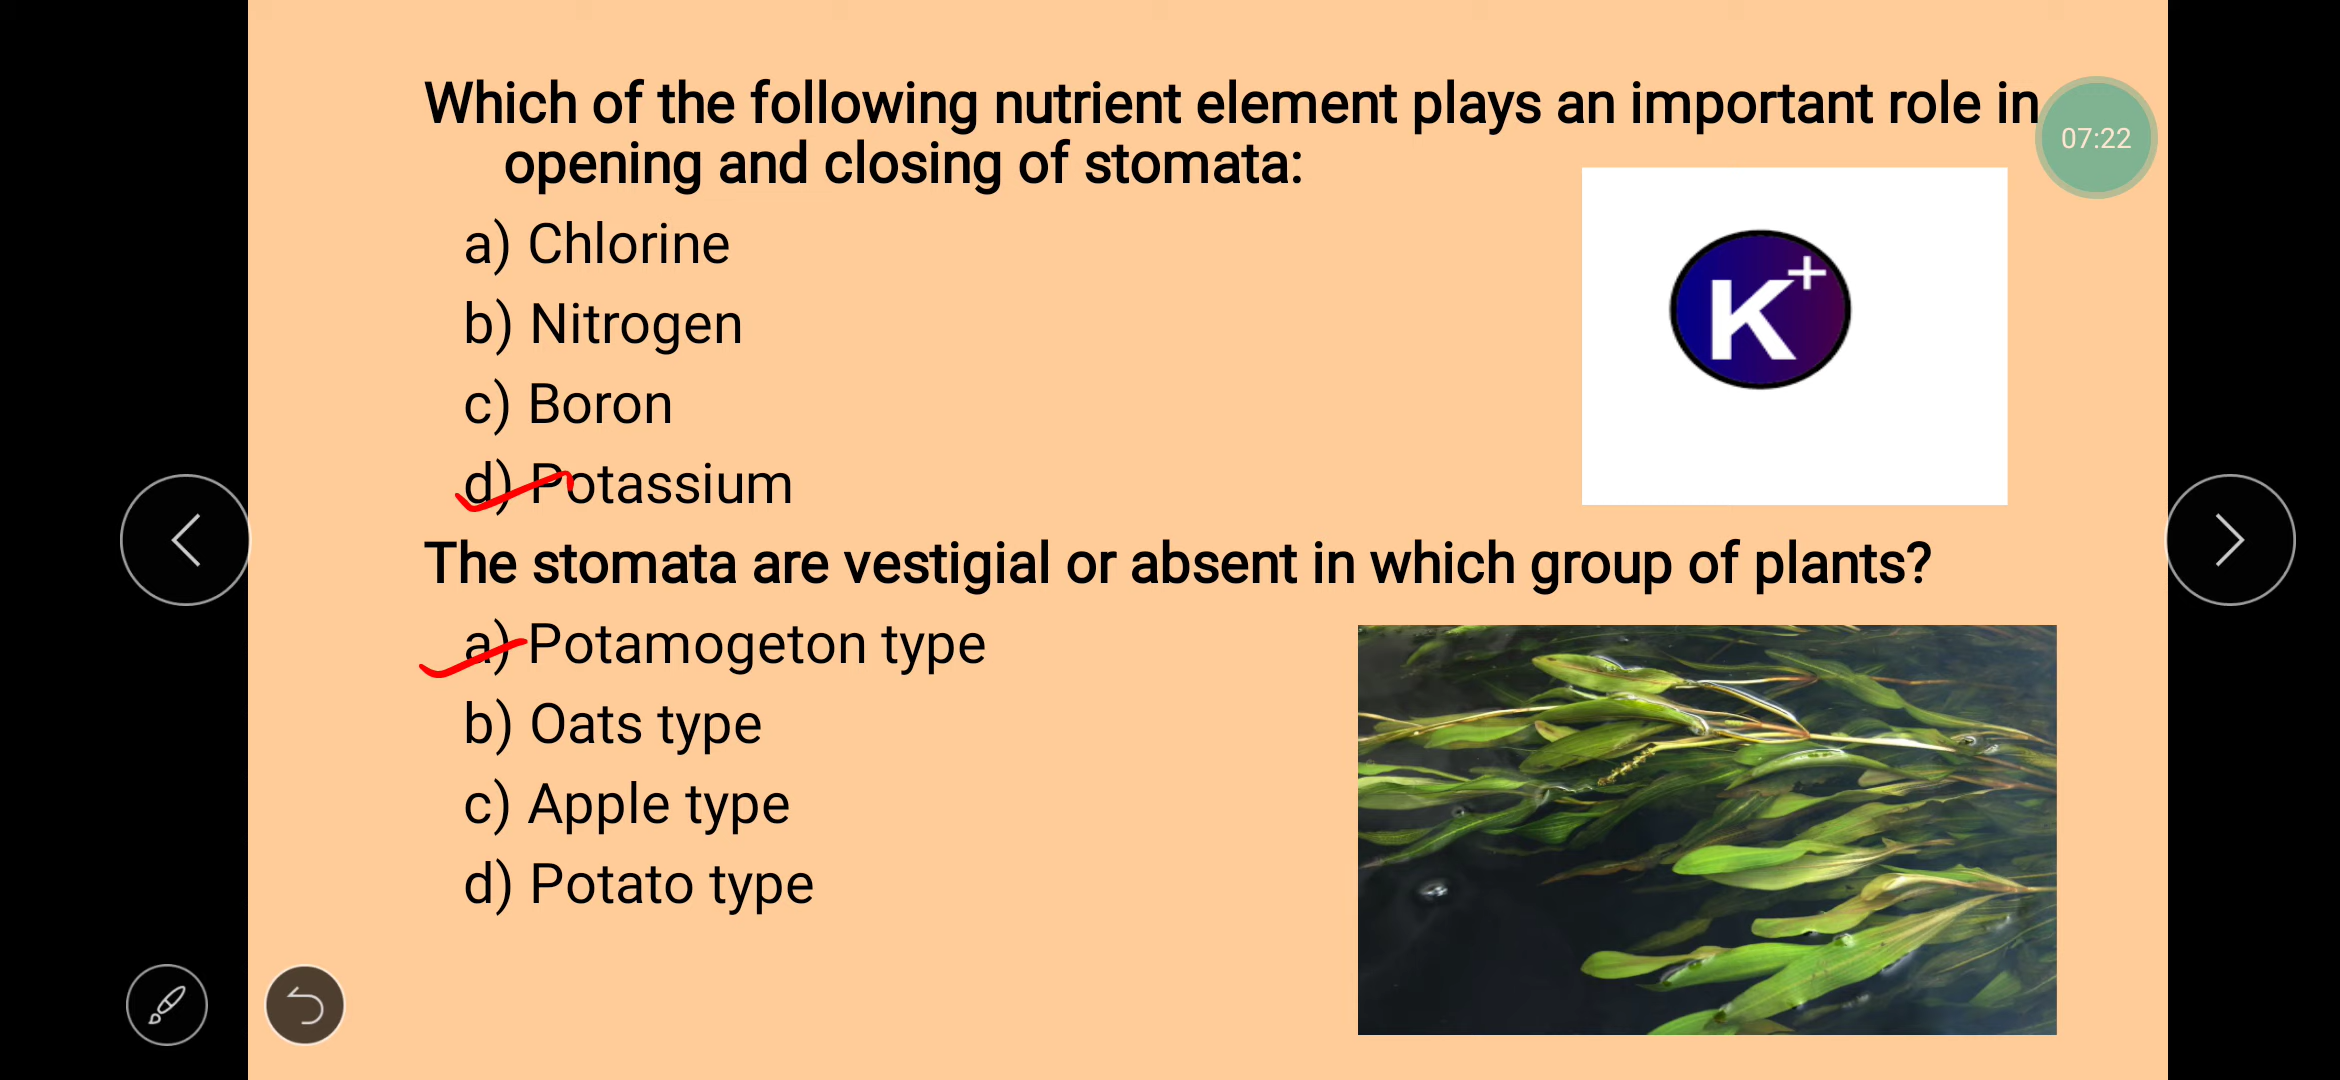 Which of the following nutrient element plays an important role in
opening and closing of stomata:
07:22
a) Chlorine
b) Nitrogen
c) Boron
d) Potassium
K+
The stomata are vestigial or absent in which group of plants?
a) Potamogeton type
b) Oats type
c) Apple type
d) Potato type